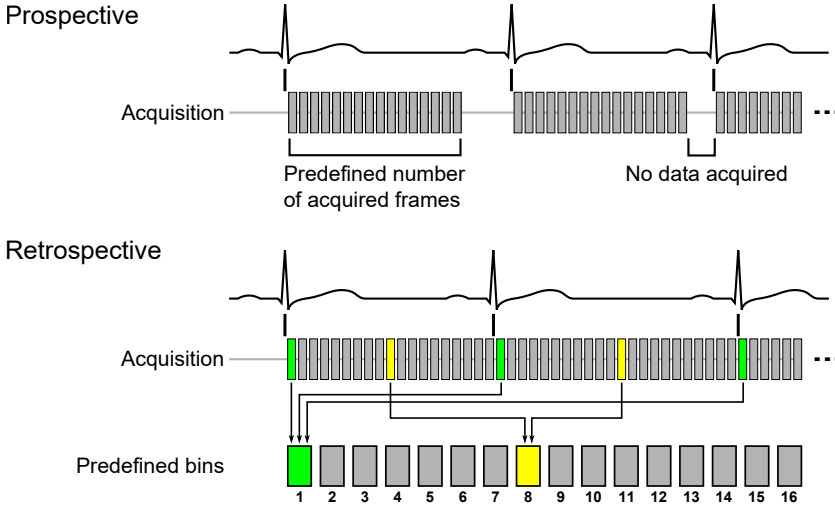 Prospective
Acquisition
Predefined number
of acquired frames
No data acquired
Retrospective
Acquisition
Predefined bins
1 2 3 4 5 6 7 8 9 10 11 12 13 14 15 16